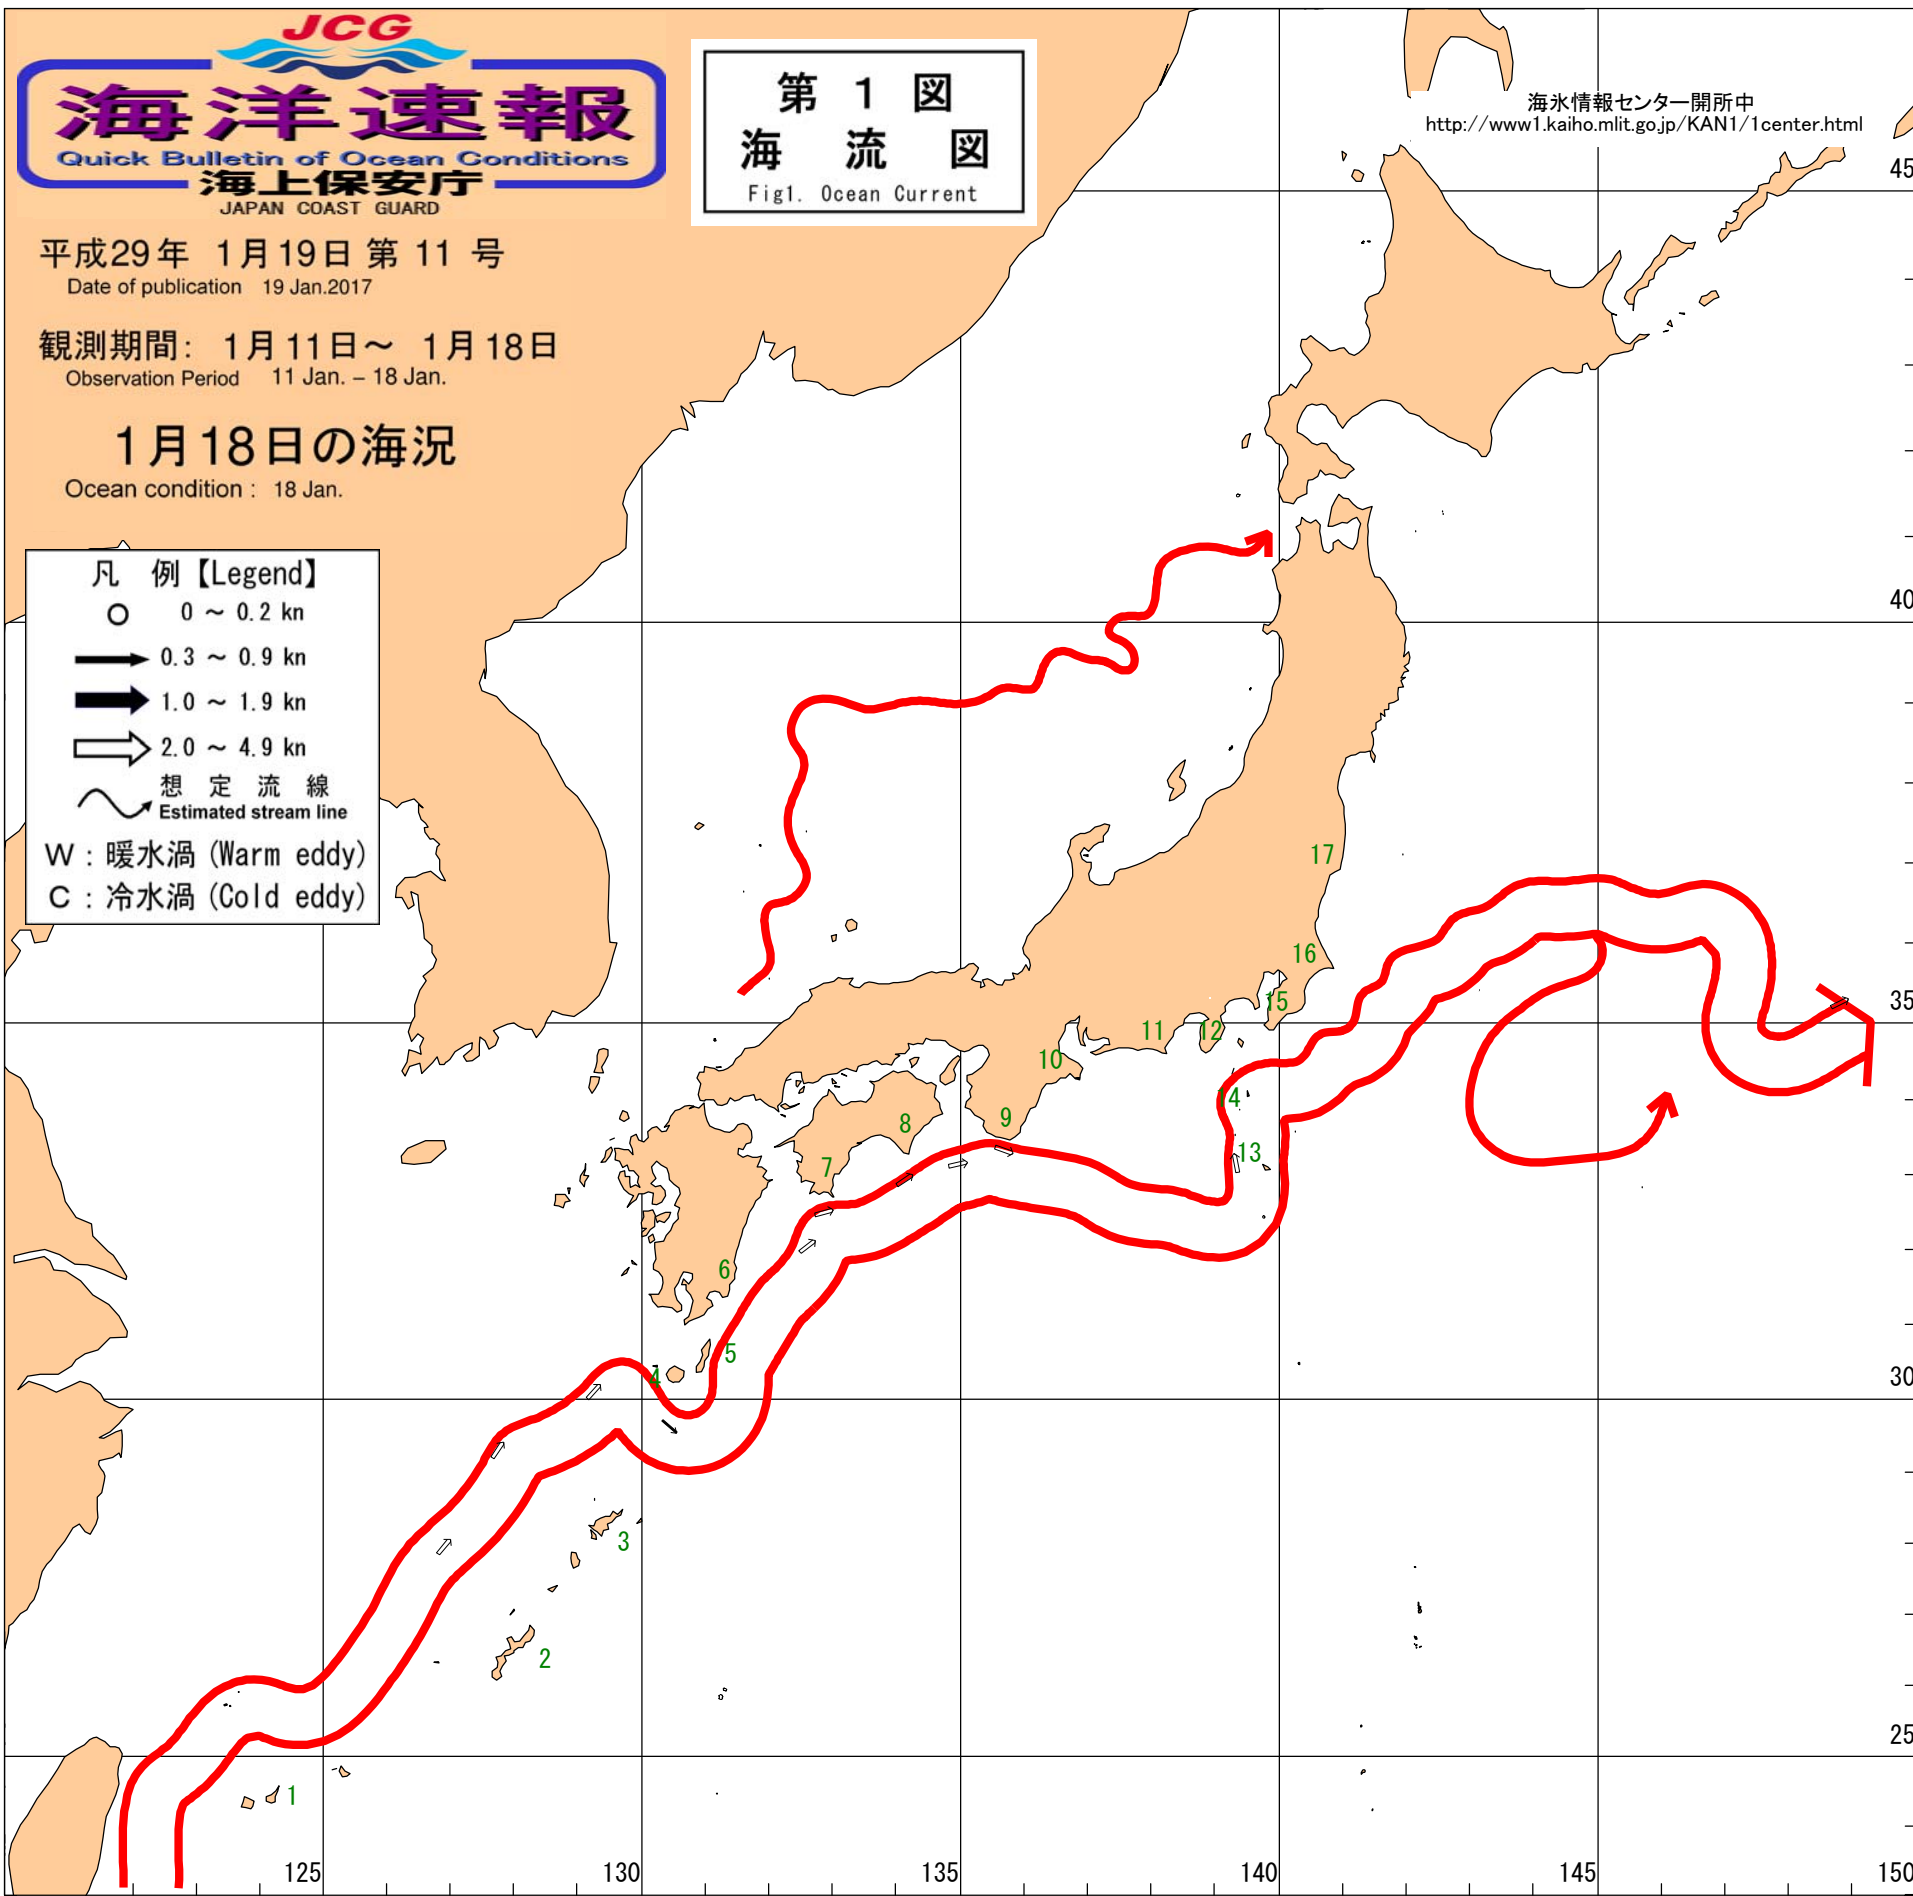 JCG
海洋速報
Quick Bulletin of Ocean Conditions
海上保安庁
JAPAN COAST GUARD
平成29年 1月19日 第 11 号
Date of publication 19 Jan.2017
観測期間: 1月11日～ 1月18日
Observation Period 11 Jan. – 18 Jan.
1月18日の海況
Ocean condition : 18 Jan.
第 1 図
海 流 図
Fig1. Ocean Current
海氷情報センター開所中
http://www1.kaiho.mlit.go.jp/KAN1/1center.html
凡 例【Legend】
0 ～ 0.2 kn
0.3 ～ 0.9 kn
1.0 ～ 1.9 kn
2.0 ～ 4.9 kn
想 定 流 線
Estimated stream line
W : 暖水渦 (Warm eddy)
C : 冷水渦 (Cold eddy)
45
40
17
16
35
15
12
11
10
14
9
8
13
7
6
5
4
30
3
2
25
1
125
130
135
140
145
150